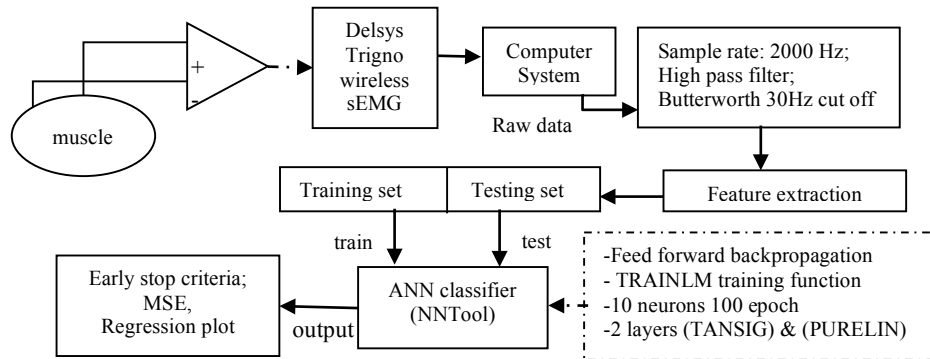 +
-
muscle
Delsys
Trigno
wireless
sEMG
Computer
System
Raw data
Sample rate: 2000 Hz;
High pass filter;
Butterworth 30Hz cut off
Training set
Testing set
Feature extraction
train
test
-Feed forward backpropagation
- TRAINLM training function
-10 neurons 100 epoch
-2 layers (TANSIG) & (PURELIN)
ANN classifier
(NNTool)
output
Early stop criteria;
MSE,
Regression plot